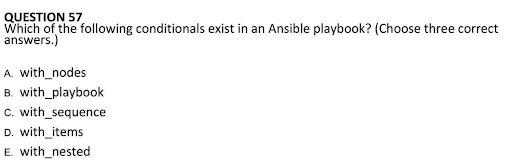 QUESTION 57
Which of the following conditionals exist in an Ansible playbook? (Choose three correct
answers.)
A. with_nodes
B. with_playbook
C. with_sequence
D. with_items
E. with_nested